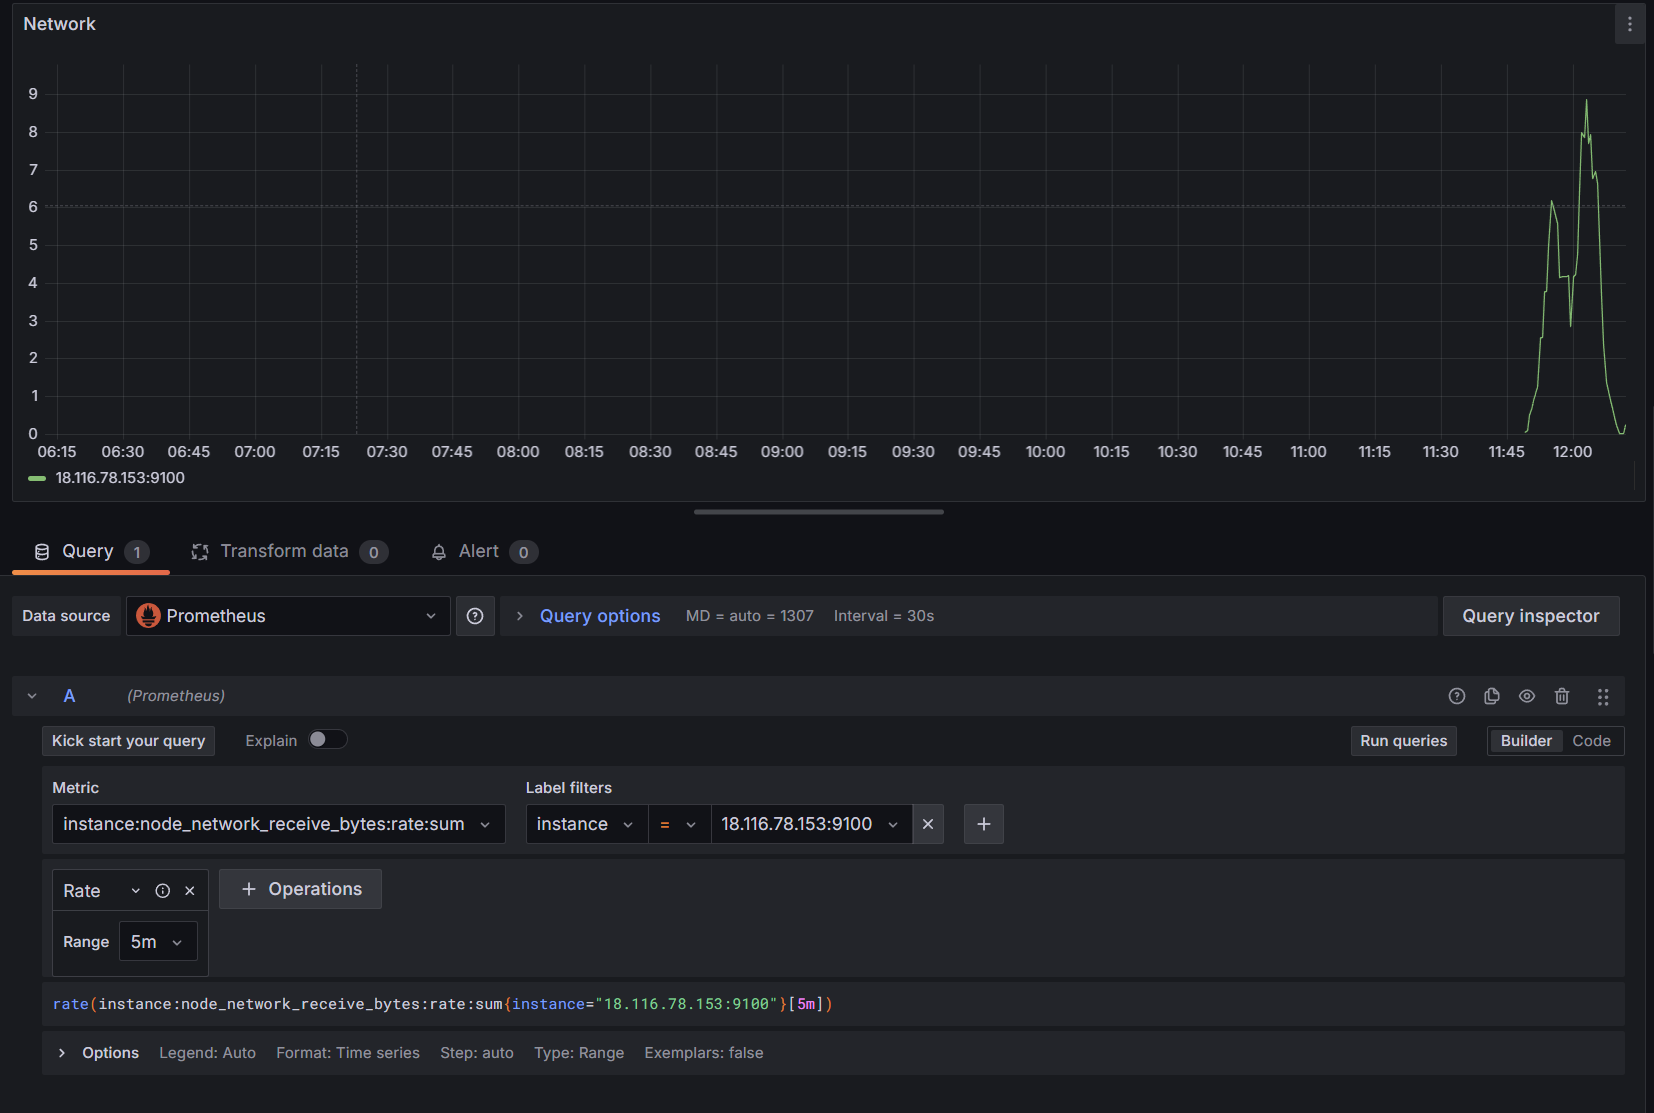 Network
9
8
7
6
5
4
3
2
1
0
06:15 06:30 06:45 07:00 07:15 07:30 07:45 08:00 08:15 08:30 08:45 09:00 09:15 09:30 09:45 10:00 10:15 10:30 10:45 11:00 11:15 11:30 11:45 12:00
18.116.78.153:9100
Query 1 Transform data 0 Alert 0
Data source Prometheus Query options MD = auto = 1307 Interval = 30s Query inspector
A (Prometheus)
Kick start your query Explain Run queries Builder Code
Metric Label filters
instance:node_network_receive_bytes:rate:sum instance = 18.116.78.153:9100
Rate + Operations
Range 5m
rate(instance:node_network_receive_bytes:rate:sum{instance="18.116.78.153:9100"}[5m])
Options Legend: Auto Format: Time series Step: auto Type: Range Exemplars: false